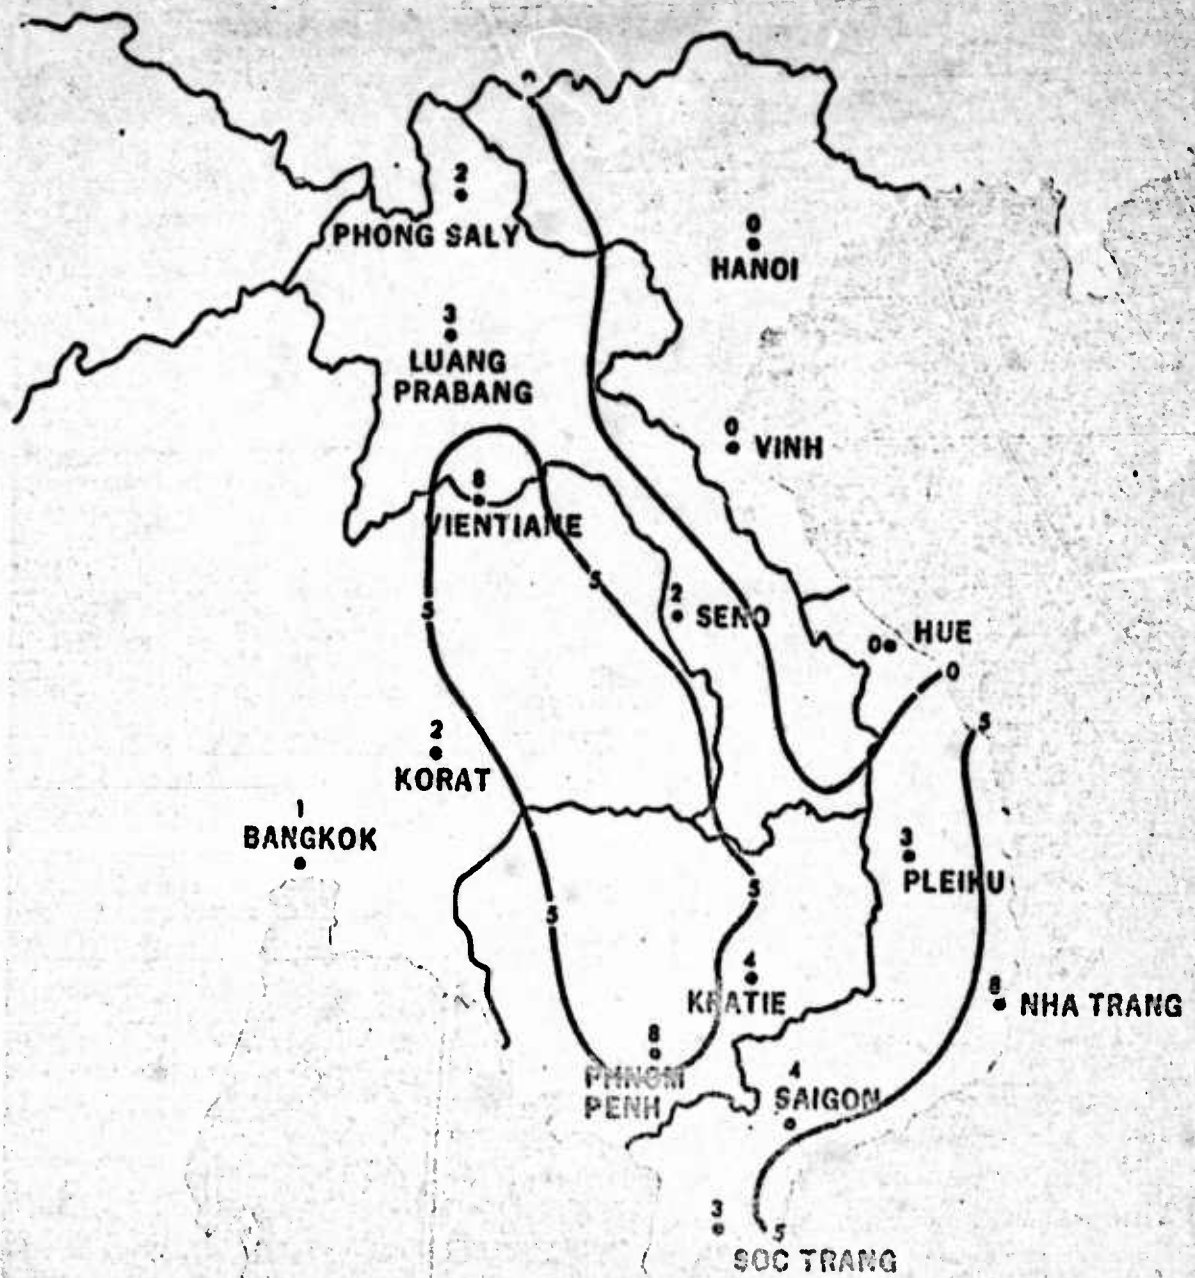 2
PHONG SALY
0
HANOI
3
LUANG
PRABANG
0
VINH
8
VIENTIANE
5
5
2
SENO
HUE
0
0
5
2
KORAT
1
BANGKOK
3
PLEIKU
5
5
4
KRATIE
8
NHA TRANG
8
PHNOM
PENH
4
SAIGON
3
5
SOC TRANG